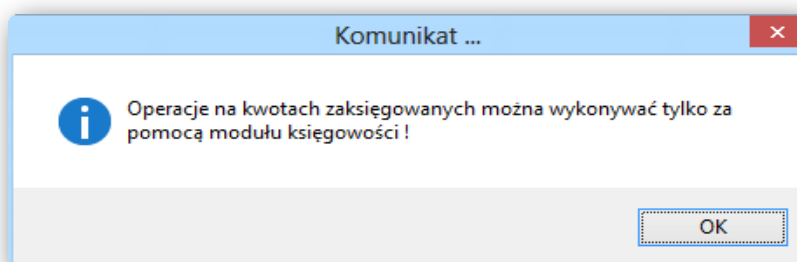 Komunikat ...
Operacje na kwotach zaksięgowanych można wykonywać tylko za
pomocą modułu księgowości !
OK